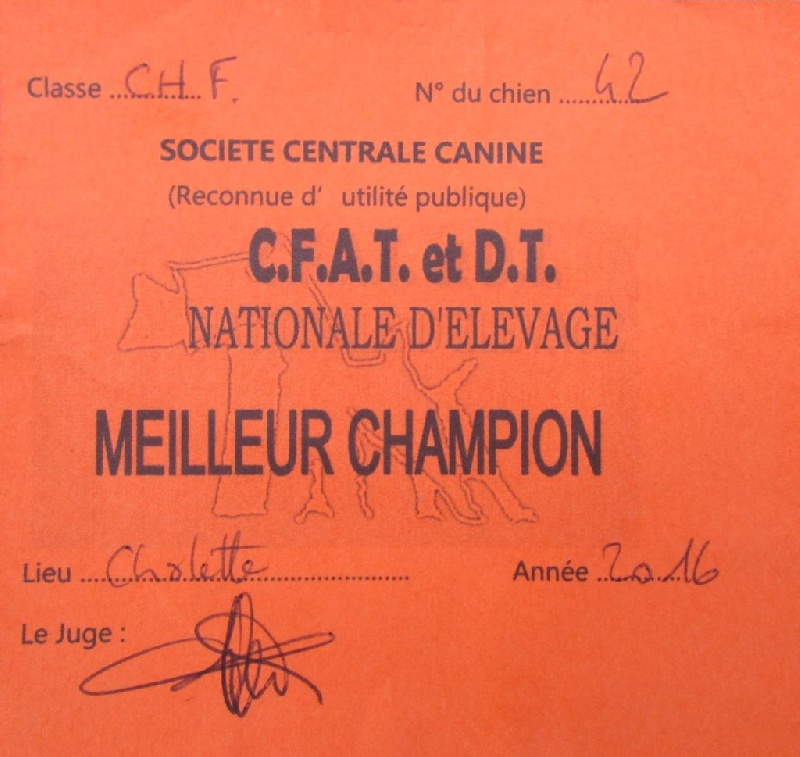 Classe ............ CH F. N° du chien ............ 42
SOCIETE CENTRALE CANINE
(Reconnue d' utilité publique)
C.F.A.T. et D.T.
NATIONALE D'ELEVAGE
MEILLEUR CHAMPION
Lieu ........ Cholette ........................ Année ............ 2016
Le Juge :